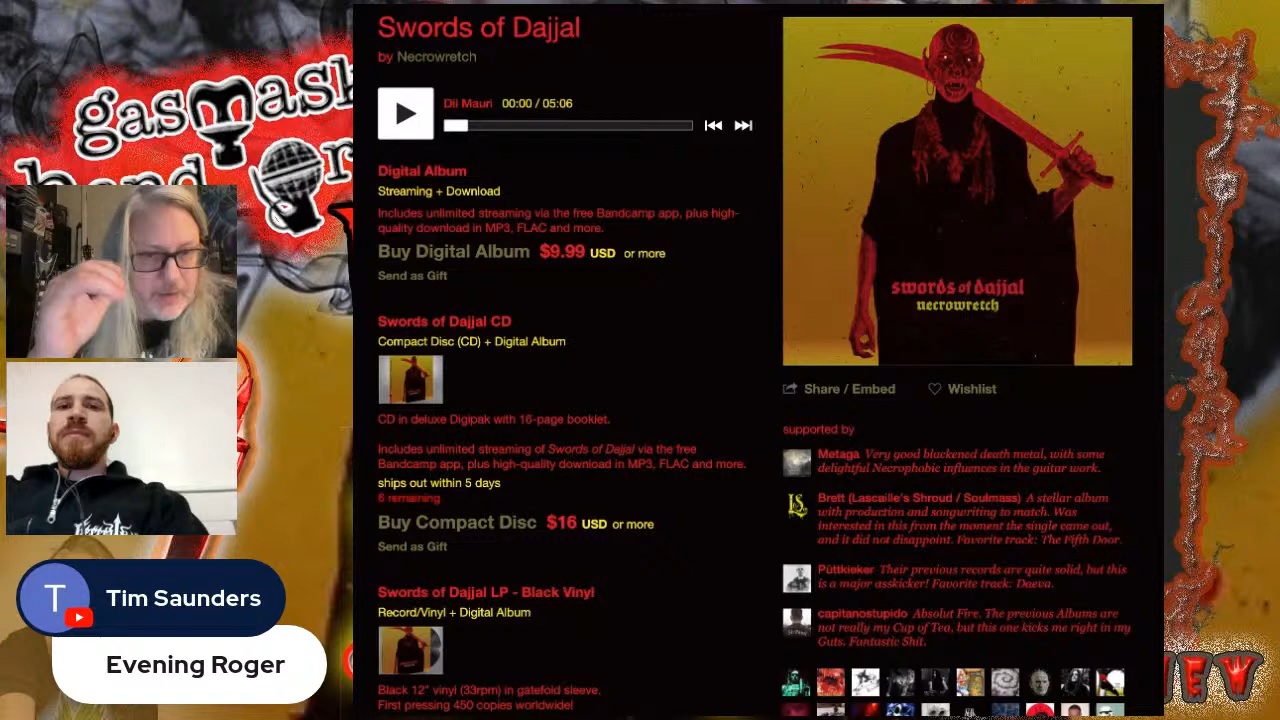 gasmask
Swords of Dajjal
by Necrowretch
Dii Mauri 00:00 / 05:06
Digital Album
Streaming + Download
Includes unlimited streaming via the free Bandcamp app, plus high-
quality download in MP3, FLAC and more.
Buy Digital Album $9.99 USD or more
Send as Gift
Swords of Dajjal CD
Compact Disc (CD) + Digital Album
CD in deluxe Digipak with 16-page booklet.
Includes unlimited streaming of Swords of Dajjal via the free
Bandcamp app, plus high-quality download in MP3, FLAC and more.
ships out within 5 days
6 remaining
Buy Compact Disc $16 USD or more
Send as Gift
Swords of Dajjal LP - Black Vinyl
Record/Vinyl + Digital Album
Black 12" vinyl (33rpm) in gatefold sleeve.
First pressing 450 copies worldwide!
swords of dajjal
necrowretch
Share / Embed Wishlist
supported by
Metaga Very good blackened death metal, with some
delightful Necrophobic influences in the guitar work.
Brett (Lascaille's Shroud / Soulmass) A stellar album
with production and songwriting to match. Was
interested in this from the moment the single came out,
and it did not disappoint. Favorite track: The Fifth Door.
Püttkieker Their previous records are quite solid, but this
is a major asskicker! Favorite track: Daeva.
capitanostupido Absolut Fire. The previous Albums are
not really my Cup of Tea, but this one kicks me right in my
Guts. Fantastic Shit.
T
Tim Saunders
Evening Roger